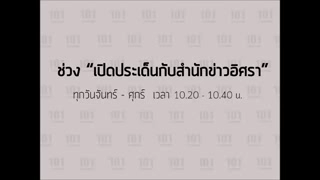 ช่วง “เปิดประเด็นกับสำนักข่าวอิศรา”
ทุกวันจันทร์ - ศุกร์ เวลา 10.20 - 10.40 น.